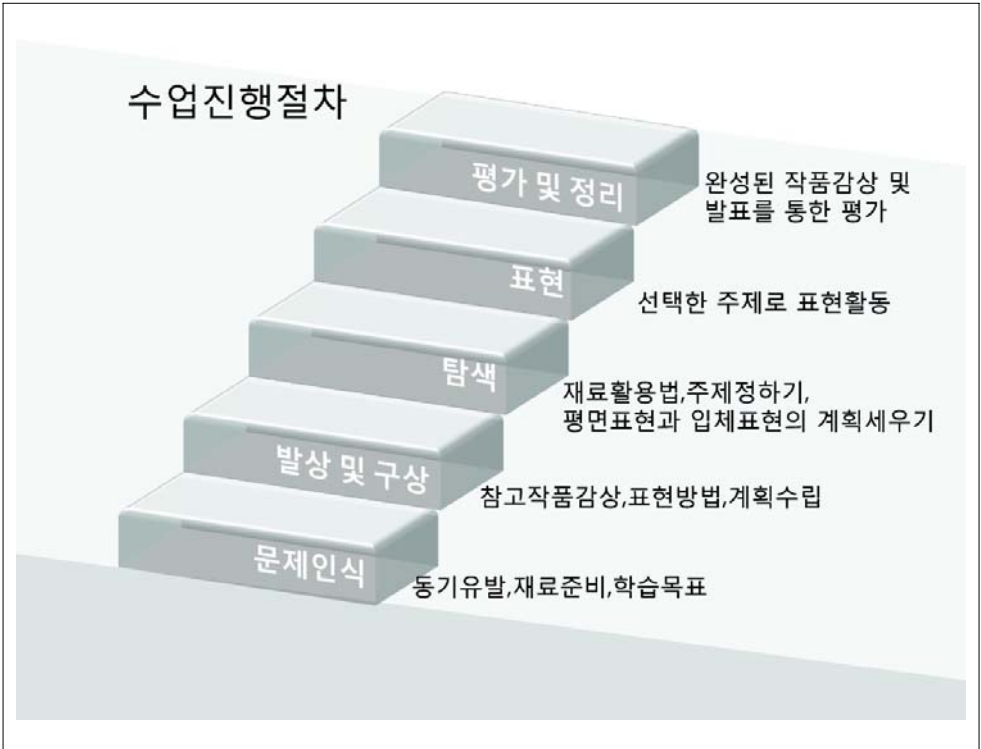 수업진행절차
평가 및 정리
완성된 작품감상 및
발표를 통한 평가
표현
선택한 주제로 표현활동
탐색
재료활용법,주제정하기,
평면표현과 입체표현의 계획세우기
발상 및 구상
참고작품감상,표현방법,계획수립
문제인식
동기유발,재료준비,학습목표